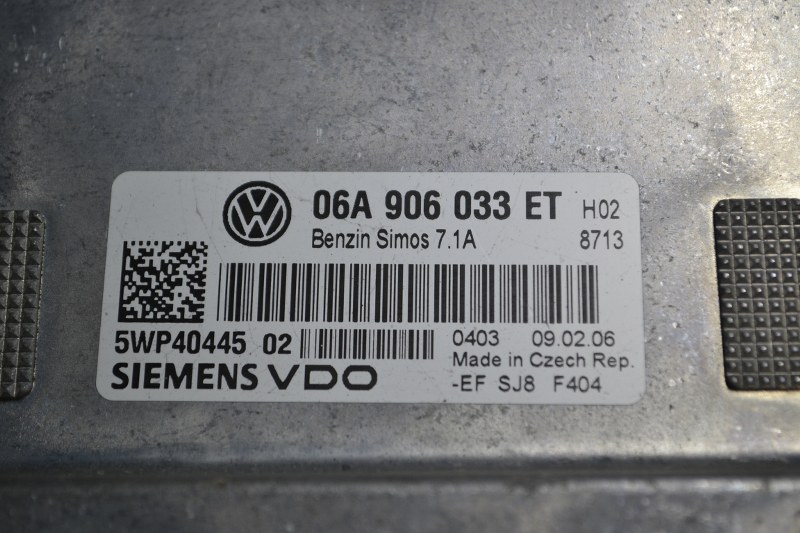 06A 906 033 ET H02
Benzin Simos 7.1A 8713
5WP40445 02 0403 09.02.06
Made in Czech Rep.
SIEMENS VDO -EF SJ8 F404